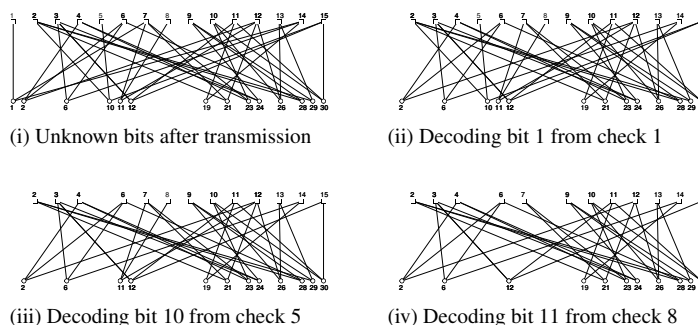 1 2 3 4 5 6 7 8 9 10 11 12 13 14 15
1 2 6 10 11 12 19 21 23 24 26 28 29 30
(i) Unknown bits after transmission
2 3 4 5 6 7 8 9 10 11 12 13 14
2 6 10 11 12 19 21 23 24 26 28 29
(ii) Decoding bit 1 from check 1
2 3 4 6 7 8 9 10 11 12 13 14 15
2 6 11 12 19 21 23 24 26 28 29 30
(iii) Decoding bit 10 from check 5
2 3 4 6 7 9 10 11 12 13 14
2 6 12 19 21 23 24 26 28 29
(iv) Decoding bit 11 from check 8